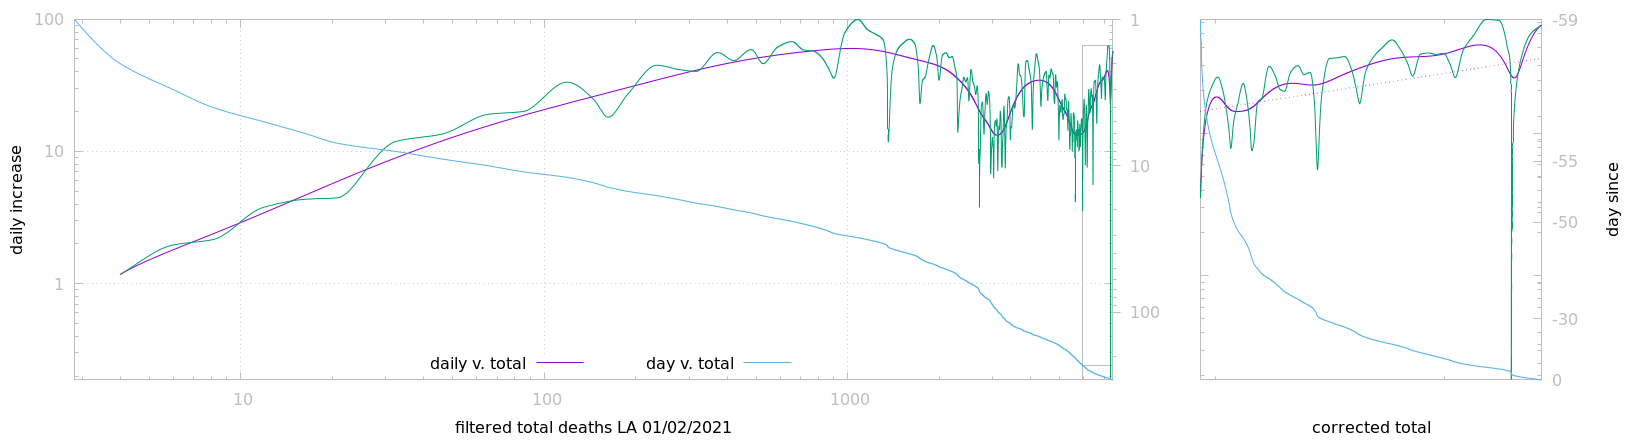 100
10
1
daily increase
daily v. total
day v. total
10
100
1000
filtered total deaths LA 01/02/2021
1
10
100
-59
-55
-50
-30
0
day since
corrected total